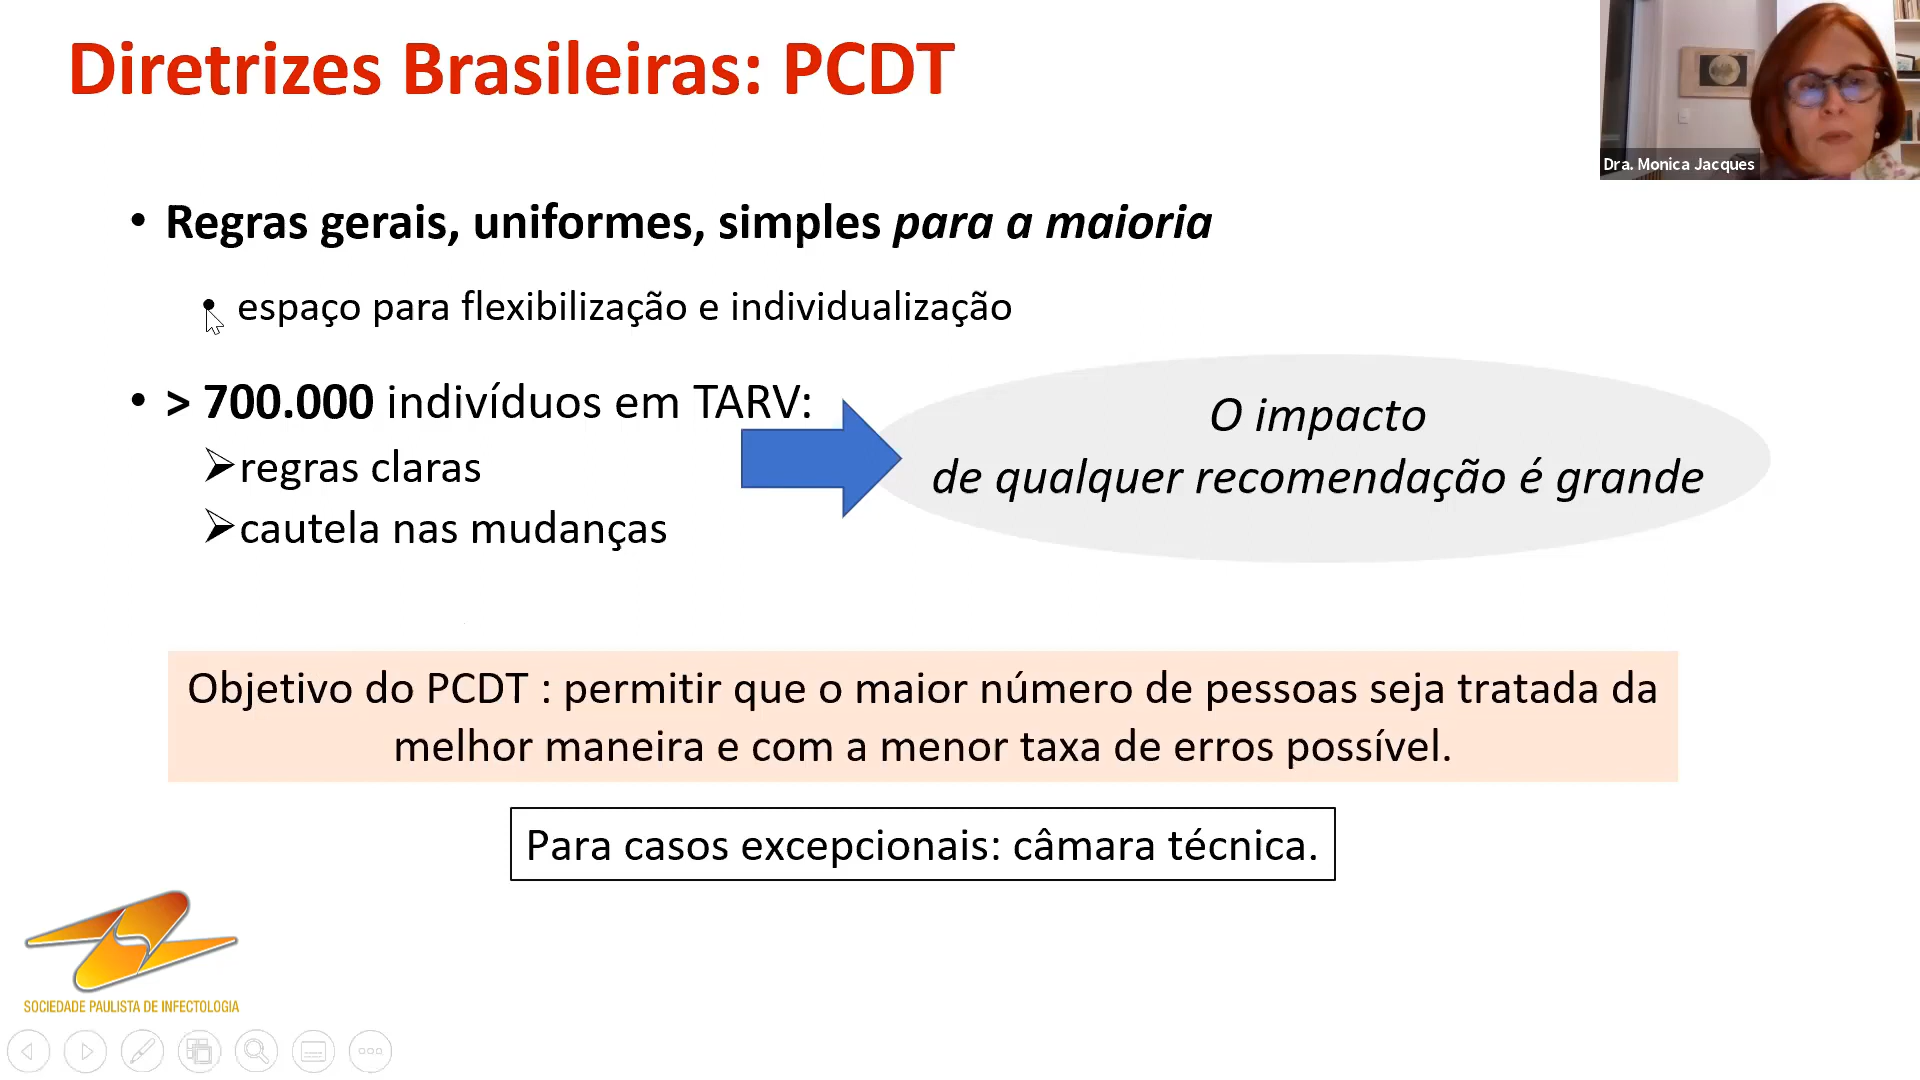 Diretrizes Brasileiras: PCDT
Dra. Monica Jacques
• Regras gerais, uniformes, simples para a maioria
• espaço para flexibilização e individualização
• > 700.000 indivíduos em TARV:
➢regras claras
➢cautela nas mudanças
O impacto
de qualquer recomendação é grande
Objetivo do PCDT : permitir que o maior número de pessoas seja tratada da
melhor maneira e com a menor taxa de erros possível.
Para casos excepcionais: câmara técnica.
SOCIEDADE PAULISTA DE INFECTOLOGIA